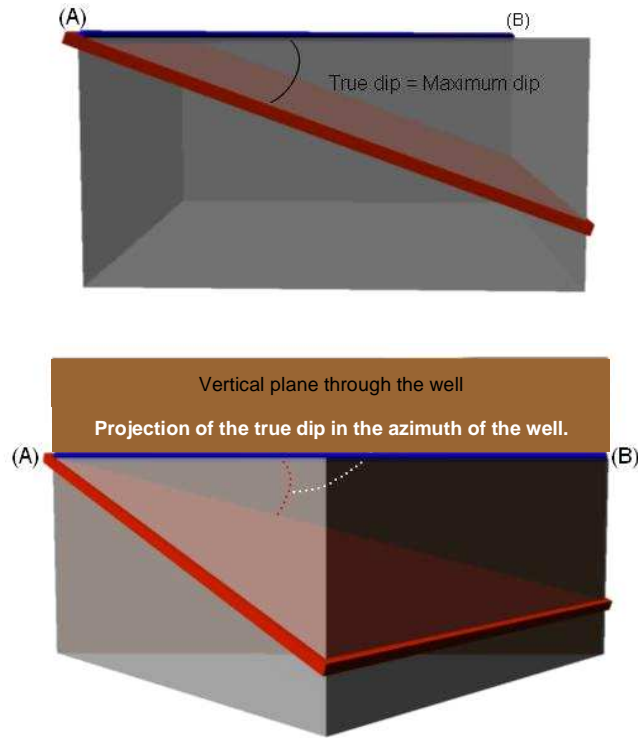 (A)
(B)
True dip = Maximum dip
Vertical plane through the well
Projection of the true dip in the azimuth of the well.
(A)
(B)